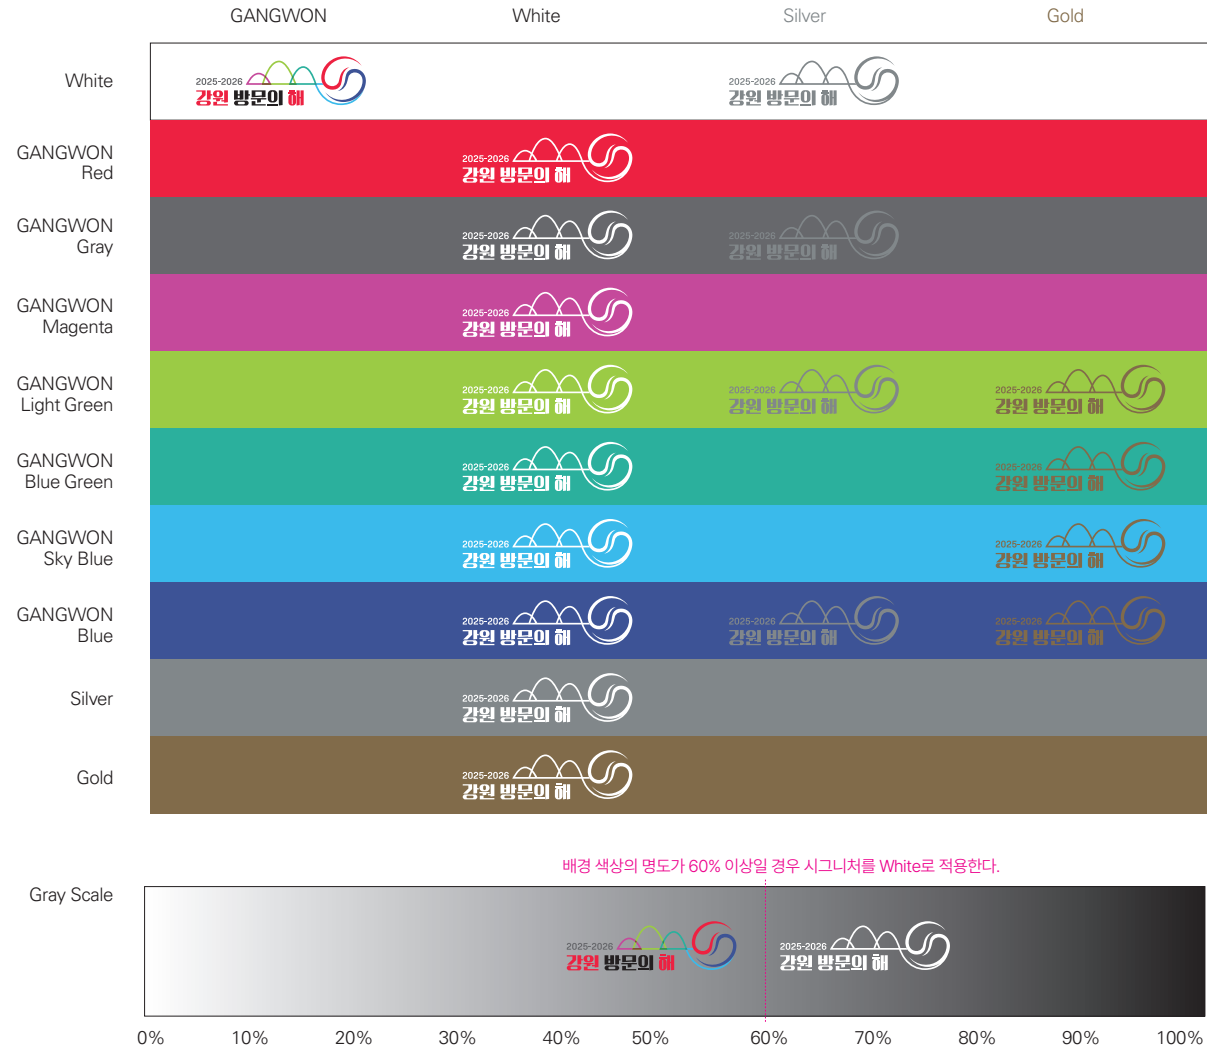 GANGWON White Silver Gold
White
2025-2026
강원 방문의 해
2025-2026
강원 방문의 해
GANGWON
Red
2025-2026
강원 방문의 해
GANGWON
Gray
2025-2026
강원 방문의 해
2025-2026
강원 방문의 해
GANGWON
Magenta
2025-2026
강원 방문의 해
GANGWON
Light Green
2025-2026
강원 방문의 해
2025-2026
강원 방문의 해
2025-2026
강원 방문의 해
GANGWON
Blue Green
2025-2026
강원 방문의 해
2025-2026
강원 방문의 해
GANGWON
Sky Blue
2025-2026
강원 방문의 해
2025-2026
강원 방문의 해
GANGWON
Blue
2025-2026
강원 방문의 해
2025-2026
강원 방문의 해
2025-2026
강원 방문의 해
Silver
2025-2026
강원 방문의 해
Gold
2025-2026
강원 방문의 해
배경 색상의 명도가 60% 이상일 경우 시그니처를 White로 적용한다.
Gray Scale
2025-2026
강원 방문의 해
2025-2026
강원 방문의 해
0% 10% 20% 30% 40% 50% 60% 70% 80% 90% 100%